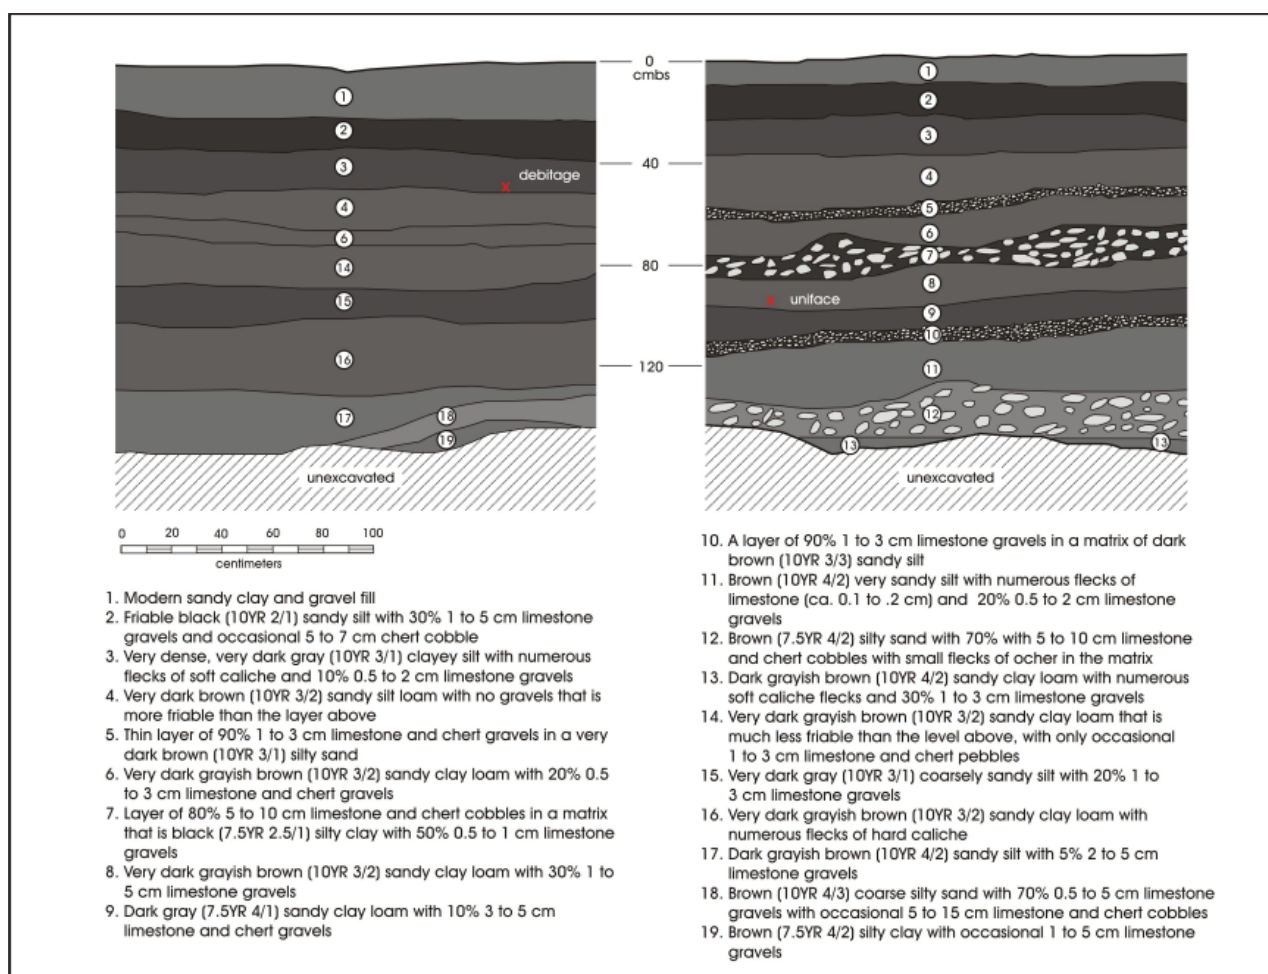 0
cmbs
40
80
120
1
2
3
debitage
4
6
14
15
16
17
18
19
unexcavated
1
2
3
4
5
6
7
8
uniface
9
10
11
12
13
13
unexcavated
0 20 40 60 80 100
centimeters
1. Modern sandy clay and gravel fill
2. Friable black (10YR 2/1) sandy silt with 30% 1 to 5 cm limestone
gravels and occasional 5 to 7 cm chert cobble
3. Very dense, very dark gray (10YR 3/1) clayey silt with numerous
flecks of soft caliche and 10% 0.5 to 2 cm limestone gravels
4. Very dark brown (10YR 3/2) sandy silt loam with no gravels that is
more friable than the layer above
5. Thin layer of 90% 1 to 3 cm limestone and chert gravels in a very
dark brown (10YR 3/1) silty sand
6. Very dark grayish brown (10YR 3/2) sandy clay loam with 20% 0.5
to 3 cm limestone and chert gravels
7. Layer of 80% 5 to 10 cm limestone and chert cobbles in a matrix
that is black (7.5YR 2.5/1) silty clay with 50% 0.5 to 1 cm limestone
gravels
8. Very dark grayish brown (10YR 3/2) sandy clay loam with 30% 1 to
5 cm limestone gravels
9. Dark gray (7.5YR 4/1) sandy clay loam with 10% 3 to 5 cm
limestone and chert gravels
10. A layer of 90% 1 to 3 cm limestone gravels in a matrix of dark
brown (10YR 3/3) sandy silt
11. Brown (10YR 4/2) very sandy silt with numerous flecks of
limestone (ca. 0.1 to .2 cm) and 20% 0.5 to 2 cm limestone
gravels
12. Brown (7.5YR 4/2) silty sand with 70% with 5 to 10 cm limestone
and chert cobbles with small flecks of ocher in the matrix
13. Dark grayish brown (10YR 4/2) sandy clay loam with numerous
soft caliche flecks and 30% 1 to 3 cm limestone gravels
14. Very dark grayish brown (10YR 3/2) sandy clay loam that is
much less friable than the level above, with only occasional
1 to 3 cm limestone and chert pebbles
15. Very dark gray (10YR 3/1) coarsely sandy silt with 20% 1 to
3 cm limestone gravels
16. Very dark grayish brown (10YR 3/2) sandy clay loam with
numerous flecks of hard caliche
17. Dark grayish brown (10YR 4/2) sandy silt with 5% 2 to 5 cm
limestone gravels
18. Brown (10YR 4/3) coarse silty sand with 70% 0.5 to 5 cm limestone
gravels with occasional 5 to 15 cm limestone and chert cobbles
19. Brown (7.5YR 4/2) silty clay with occasional 1 to 5 cm limestone
gravels